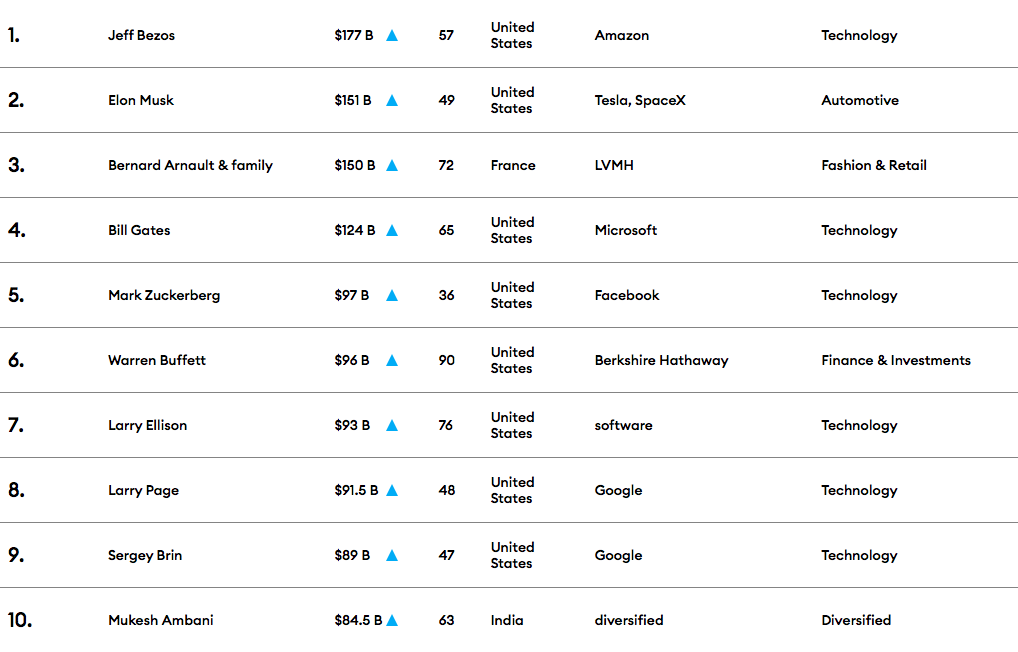 1. Jeff Bezos $177 B 57 United States Amazon Technology
2. Elon Musk $151 B 49 United States Tesla, SpaceX Automotive
3. Bernard Arnault & family $150 B 72 France LVMH Fashion & Retail
4. Bill Gates $124 B 65 United States Microsoft Technology
5. Mark Zuckerberg $97 B 36 United States Facebook Technology
6. Warren Buffett $96 B 90 United States Berkshire Hathaway Finance & Investments
7. Larry Ellison $93 B 76 United States software Technology
8. Larry Page $91.5 B 48 United States Google Technology
9. Sergey Brin $89 B 47 United States Google Technology
10. Mukesh Ambani $84.5 B 63 India diversified Diversified